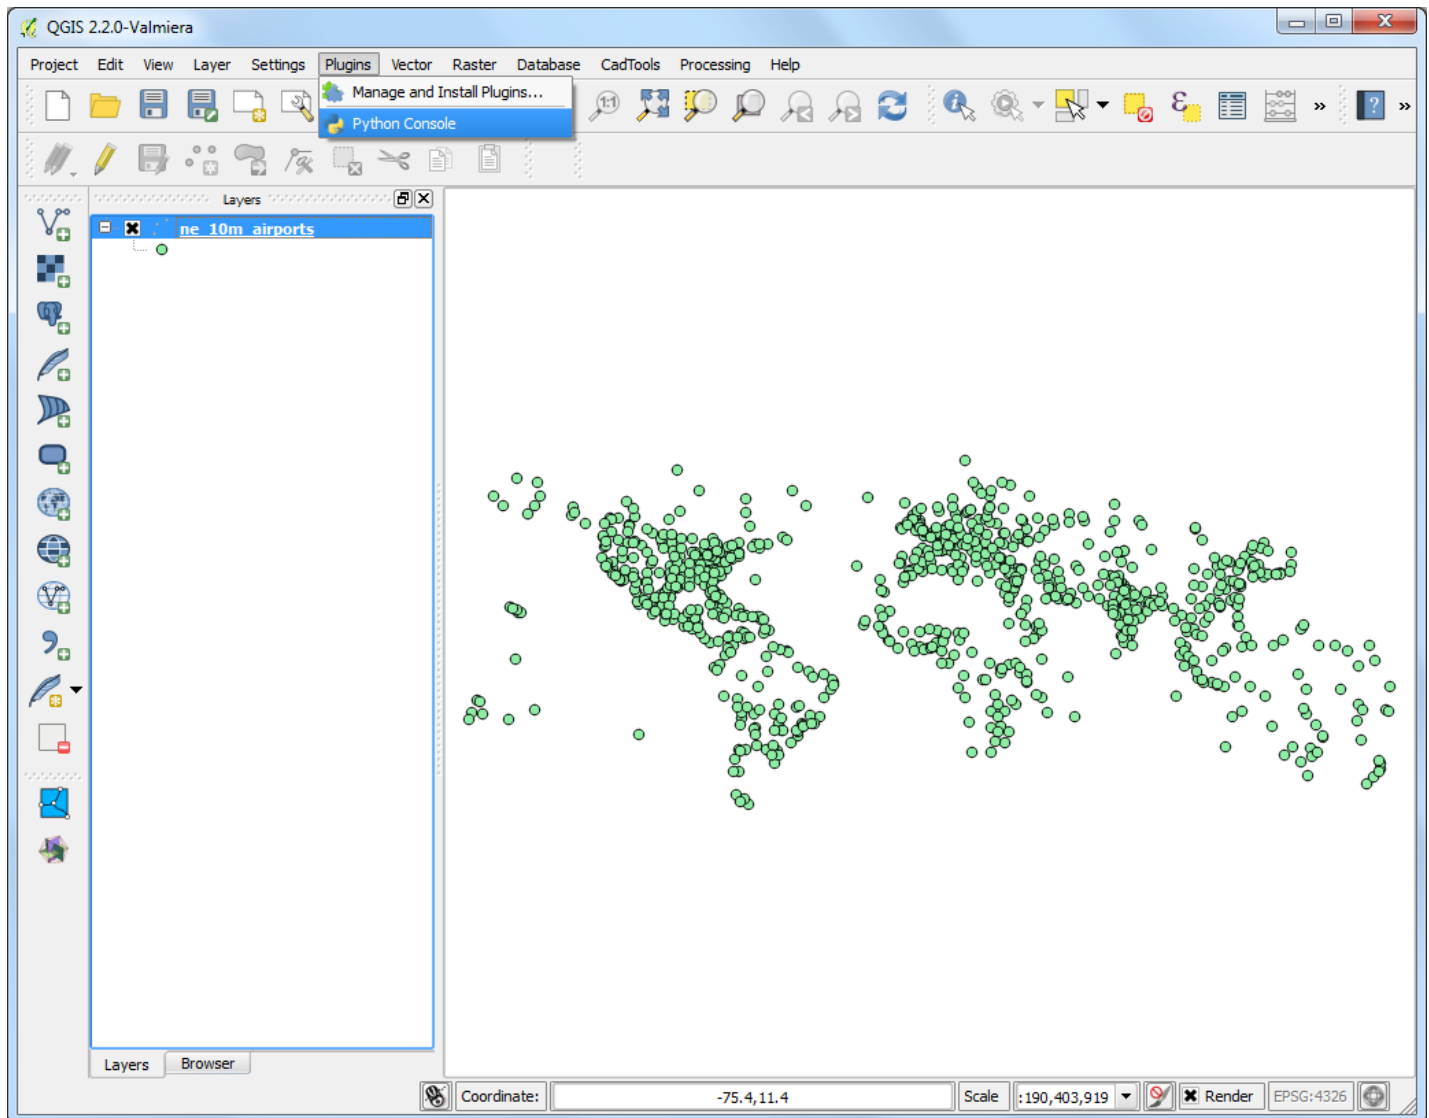 QGIS 2.2.0-Valmiera
Project Edit View Layer Settings Plugins Vector Raster Database CadTools Processing Help
Manage and Install Plugins...
Python Console
1:1
ε
?
»
»
Layers
ne_10m_airports
Layers Browser
Coordinate: -75.4,11.4 Scale :190,403,919 Render EPSG:4326